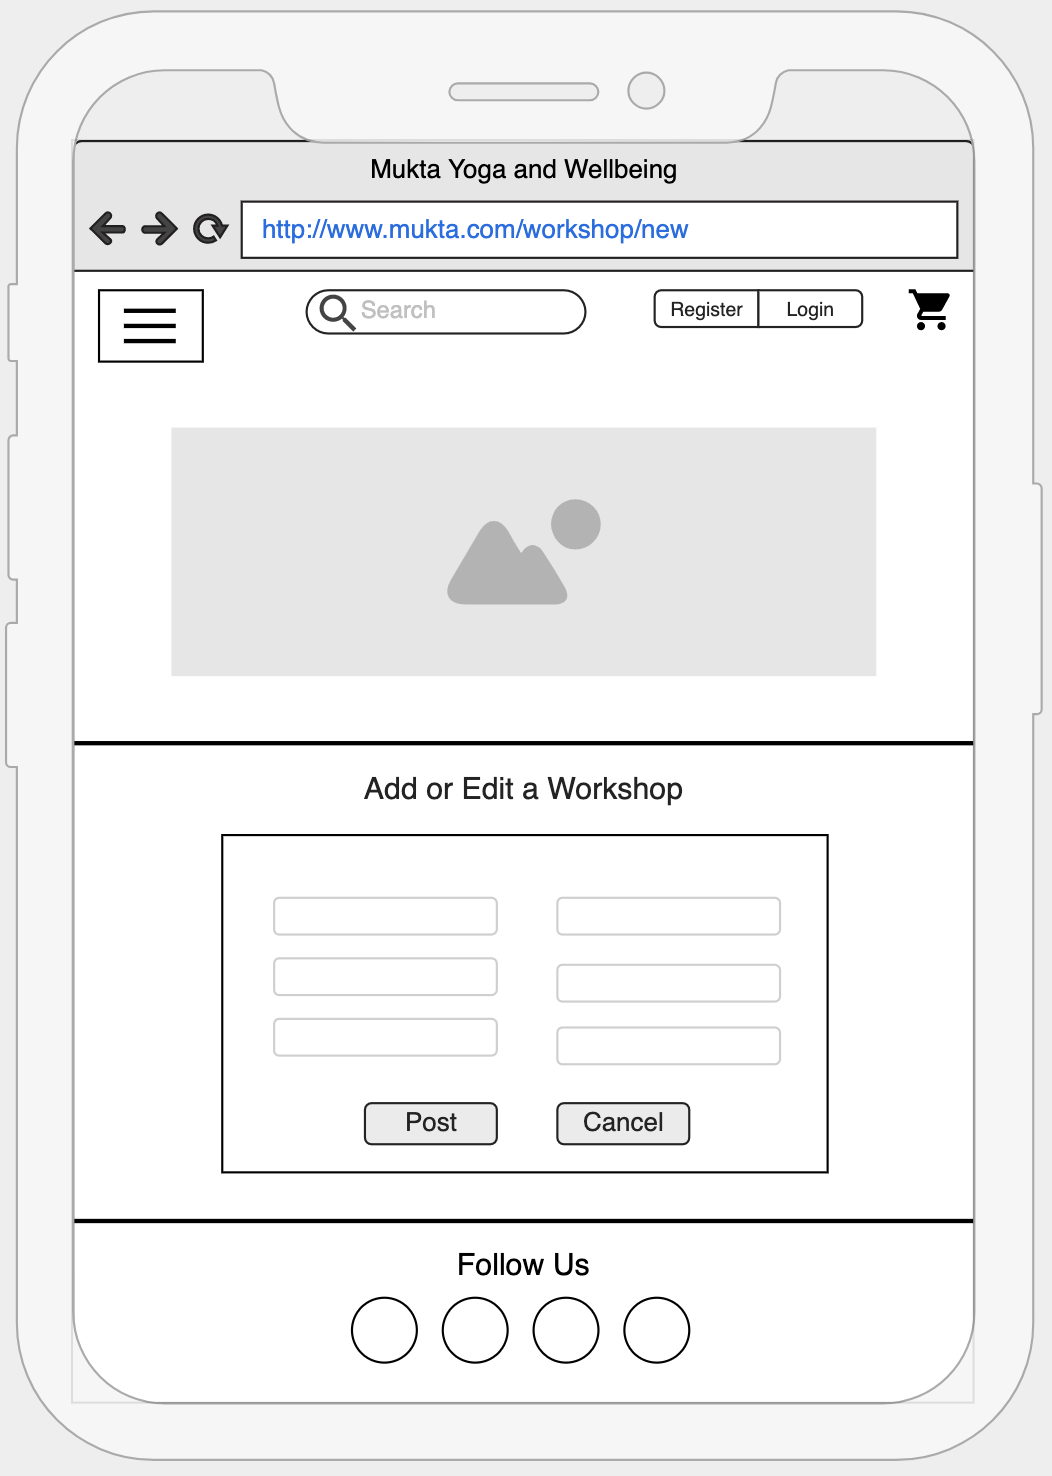 Mukta Yoga and Wellbeing
http://www.mukta.com/workshop/new
Search
Register
Login
Add or Edit a Workshop
Post
Cancel
Follow Us